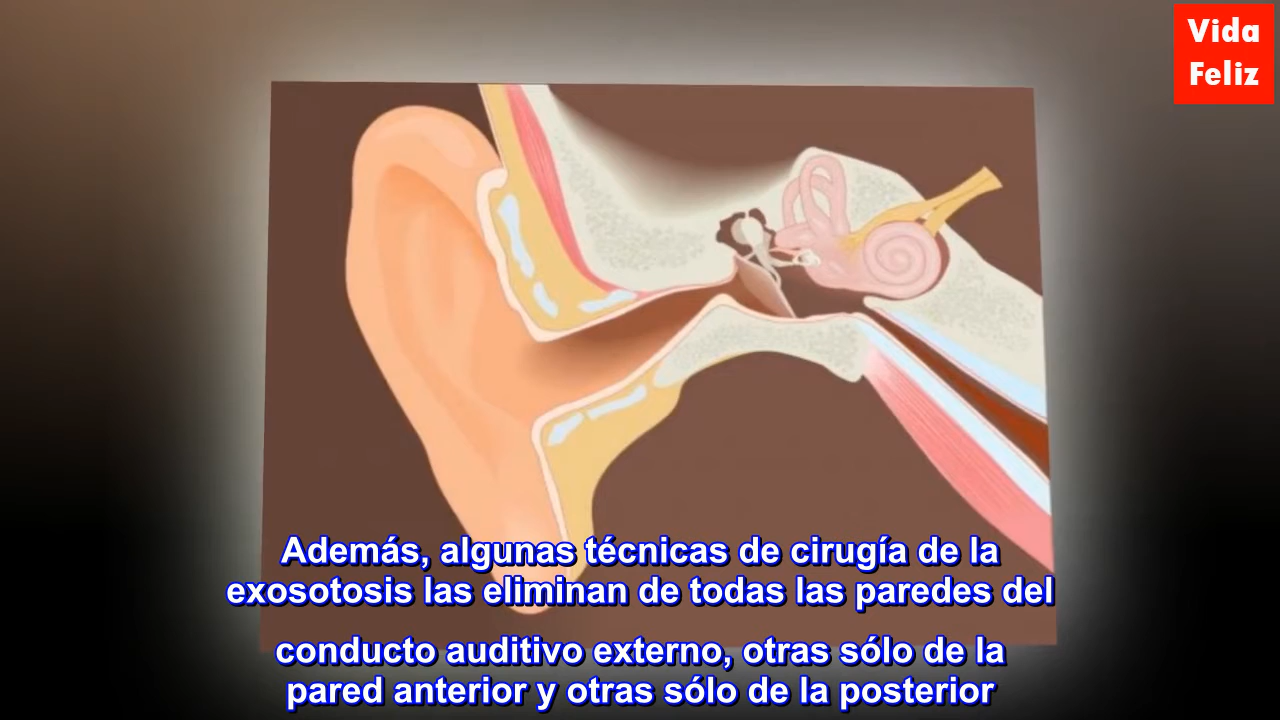 Vida
Feliz
Además, algunas técnicas de cirugía de la
exosotosis las eliminan de todas las paredes del
conducto auditivo externo, otras sólo de la
pared anterior y otras sólo de la posterior